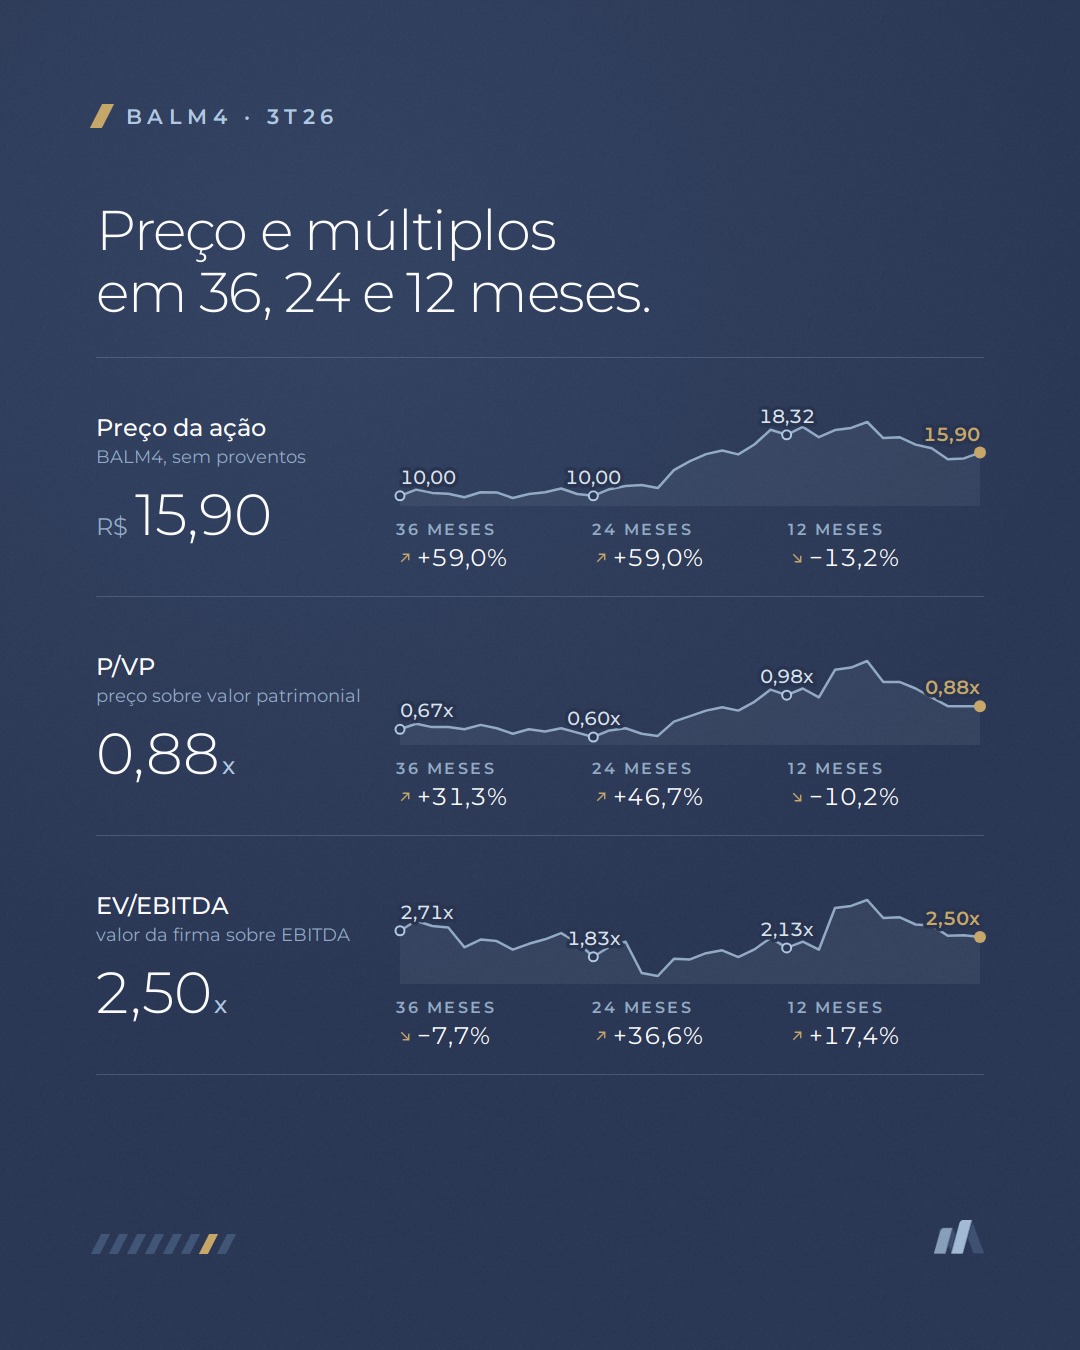 BALM4 · 3T26
Preço e múltiplos
em 36, 24 e 12 meses.
Preço da ação
BALM4, sem proventos
R$ 15,90
10,00
10,00
18,32
15,90
36 MESES
24 MESES
12 MESES
↗ +59,0%
↗ +59,0%
↘ −13,2%
P/VP
preço sobre valor patrimonial
0,88x
0,67x
0,60x
0,98x
0,88x
36 MESES
24 MESES
12 MESES
↗ +31,3%
↗ +46,7%
↘ −10,2%
EV/EBITDA
valor da firma sobre EBITDA
2,50x
2,71x
1,83x
2,13x
2,50x
36 MESES
24 MESES
12 MESES
↘ −7,7%
↗ +36,6%
↗ +17,4%